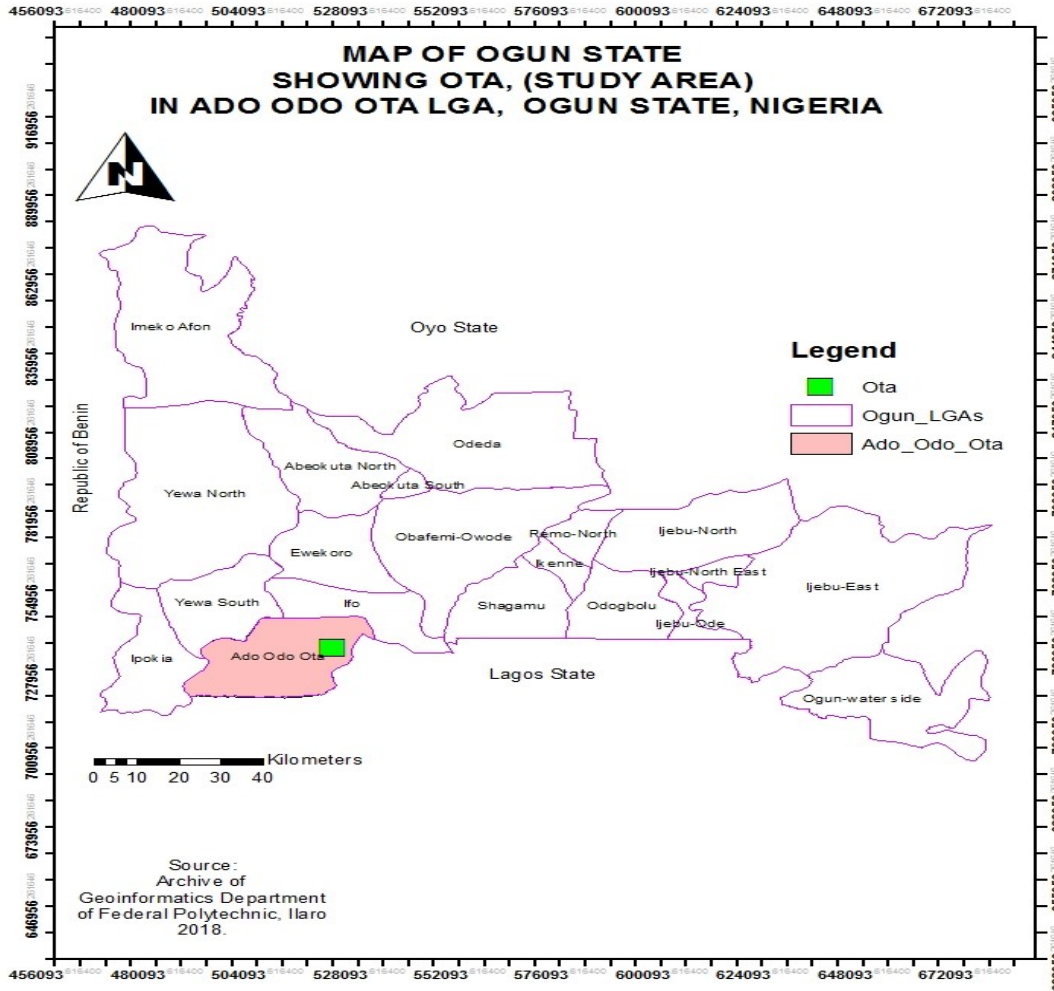 456093 480093 504093 528093 552093 576093 600093 624093 648093 672093
MAP OF OGUN STATE
SHOWING OTA, (STUDY AREA)
IN ADO ODO OTA LGA, OGUN STATE, NIGERIA
N
916956
889956
862956
835956
808956
781956
754956
727956
700956
673956
646956
Imeko Afon
Oyo State
Legend
Ota
Ogun_LGAs
Ado_Odo_Ota
Republic of Benin
Odeda
Abeokuta North
Abeokuta South
Yewa North
Obafemi-Owode
Remo-North
Ijebu-North
Ewekoro
Ikenne
Ijebu-North East
Ijebu-East
Yewa South
Ifo
Shagamu
Odogbolu
Ijebu-Ode
Ipokia
Ado Odo Ota
Lagos State
Ogun-waterside
Kilometers
0 5 10 20 30 40
Source:
Archive of
Geoinformatics Department
of Federal Polytechnic, Ilaro
2018.
456093 480093 504093 528093 552093 576093 600093 624093 648093 672093